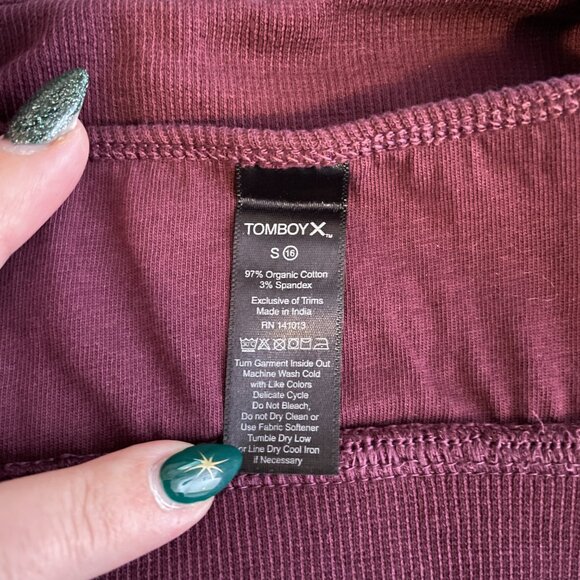 TOMBOYX™
S 16
97% Organic Cotton
3% Spandex
Exclusive of Trims
Made in India
RN 141013
Turn Garment Inside Out
Machine Wash Cold
with Like Colors
Delicate Cycle
Do Not Bleach,
Do not Dry Clean or
Use Fabric Softener
Tumble Dry Low
or Line Dry Cool Iron
if Necessary